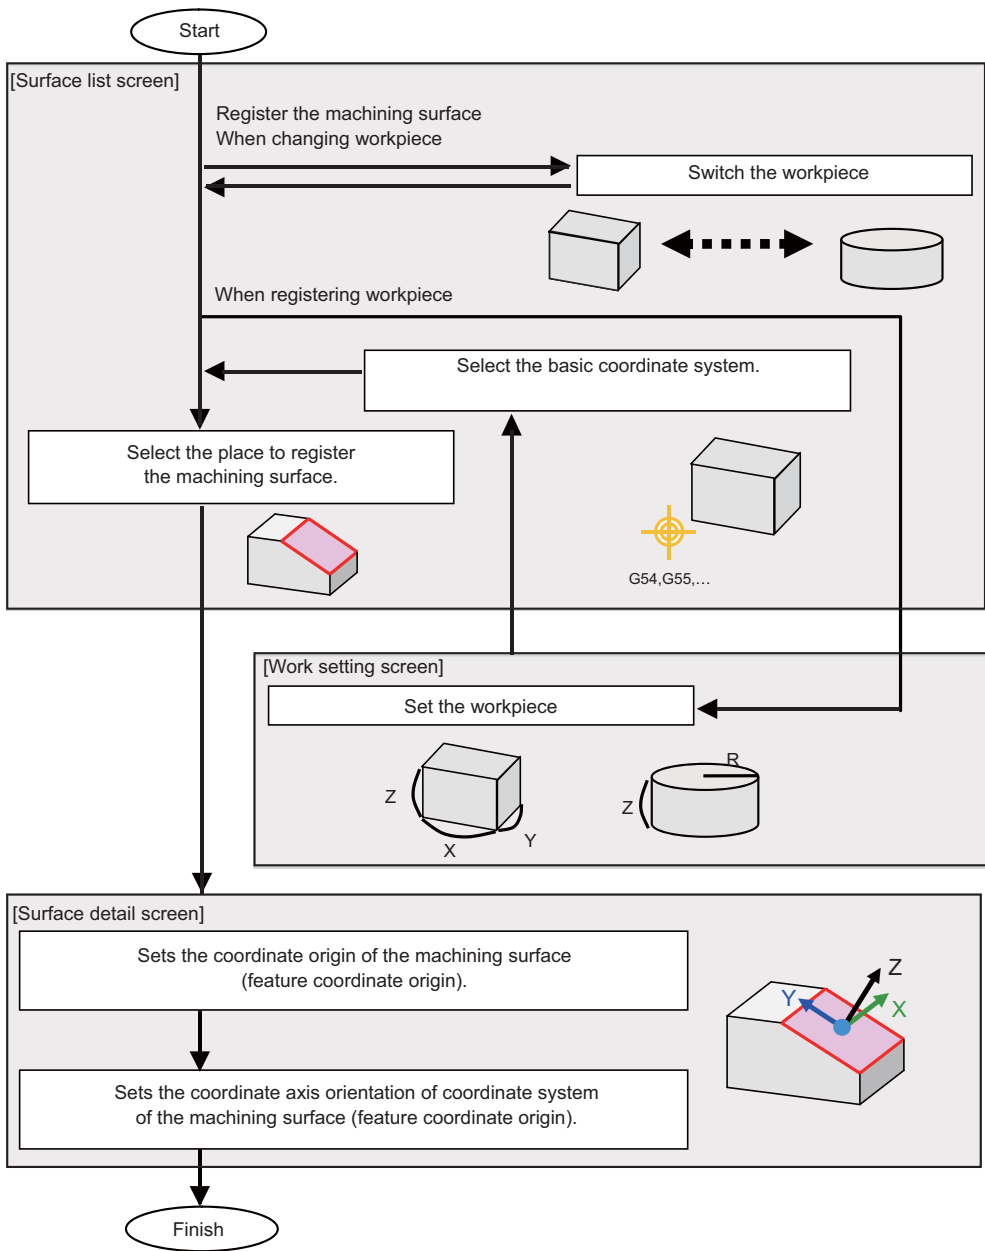 Start
[Surface list screen]
Register the machining surface
When changing workpiece
Switch the workpiece
When registering workpiece
Select the basic coordinate system.
Select the place to register
the machining surface.
G54,G55,...
[Work setting screen]
Set the workpiece
R
Z
Z
X
Y
[Surface detail screen]
Sets the coordinate origin of the machining surface
(feature coordinate origin).
Z
Y
X
Sets the coordinate axis orientation of coordinate system
of the machining surface (feature coordinate origin).
Finish